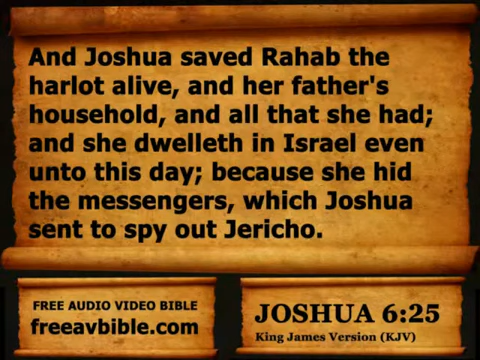 And Joshua saved Rahab the
harlot alive, and her father's
household, and all that she had;
and she dwelleth in Israel even
unto this day; because she hid
the messengers, which Joshua
sent to spy out Jericho.
FREE AUDIO VIDEO BIBLE
freeavbible.com
JOSHUA 6:25
King James Version (KJV)